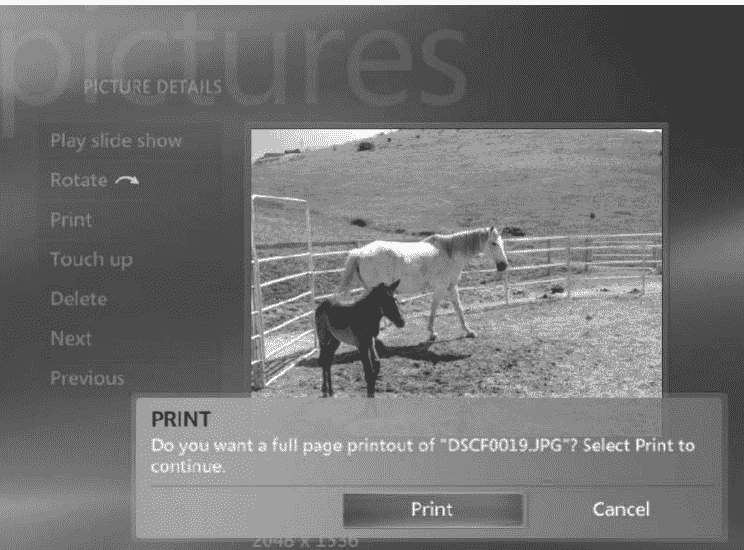 pictures
PICTURE DETAILS
Play slide show
Rotate
Print
Touch up
Delete
Next
Previous
PRINT
Do you want a full page printout of "DSCF0019.JPG"? Select Print to
continue.
Print Cancel
2048 x 1536